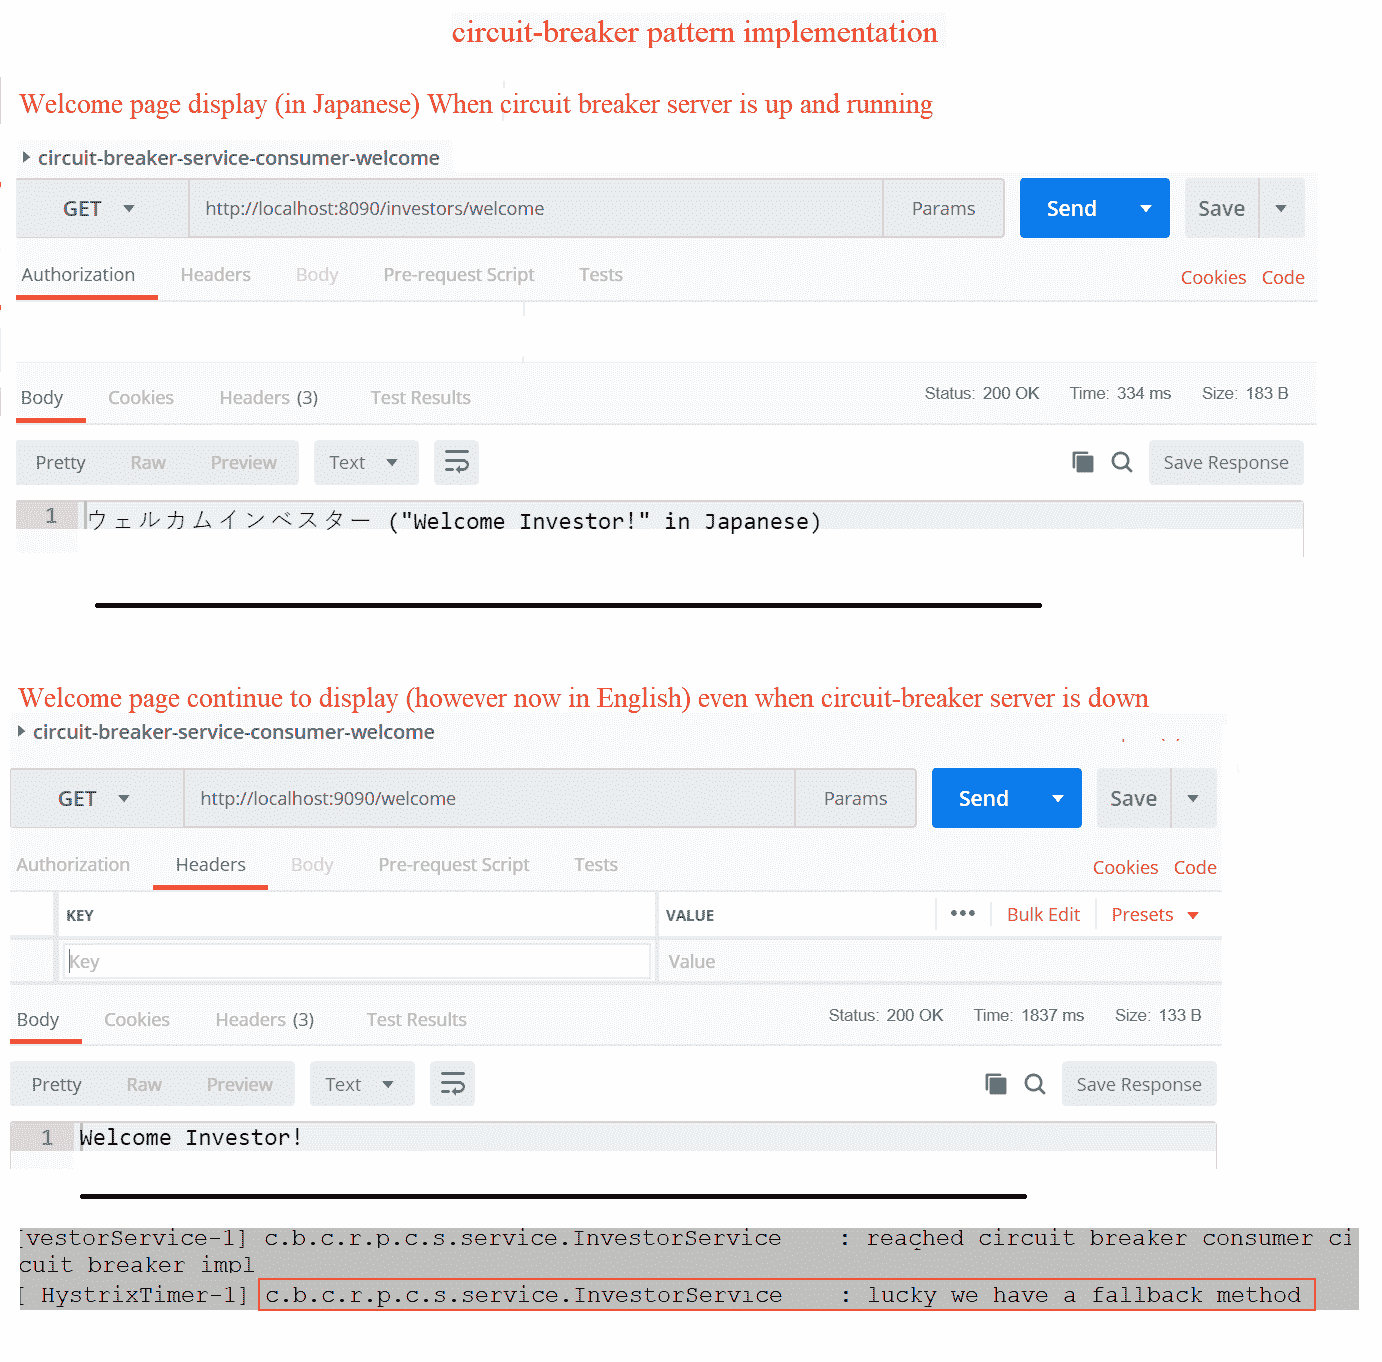 circuit-breaker pattern implementation
Welcome page display (in Japanese) When circuit breaker server is up and running
circuit-breaker-service-consumer-welcome
GET http://localhost:8090/investors/welcome Params Send Save
Authorization Headers Body Pre-request Script Tests Cookies Code
Body Cookies Headers (3) Test Results Status: 200 OK Time: 334 ms Size: 183 B
Pretty Raw Preview Text Save Response
1 ウェルカムインベスター ("Welcome Investor!" in Japanese)
Welcome page continue to display (however now in English) even when circuit-breaker server is down
circuit-breaker-service-consumer-welcome
GET http://localhost:9090/welcome Params Send Save
Authorization Headers Body Pre-request Script Tests Cookies Code
KEY VALUE ••• Bulk Edit Presets
Key Value
Body Cookies Headers (3) Test Results Status: 200 OK Time: 1837 ms Size: 133 B
Pretty Raw Preview Text Save Response
1 Welcome Investor!
[vestorService-1] c.b.c.r.p.c.s.service.InvestorService : reached circuit breaker consumer ci
cuit breaker impl
[ HystrixTimer-1] c.b.c.r.p.c.s.service.InvestorService : lucky we have a fallback method